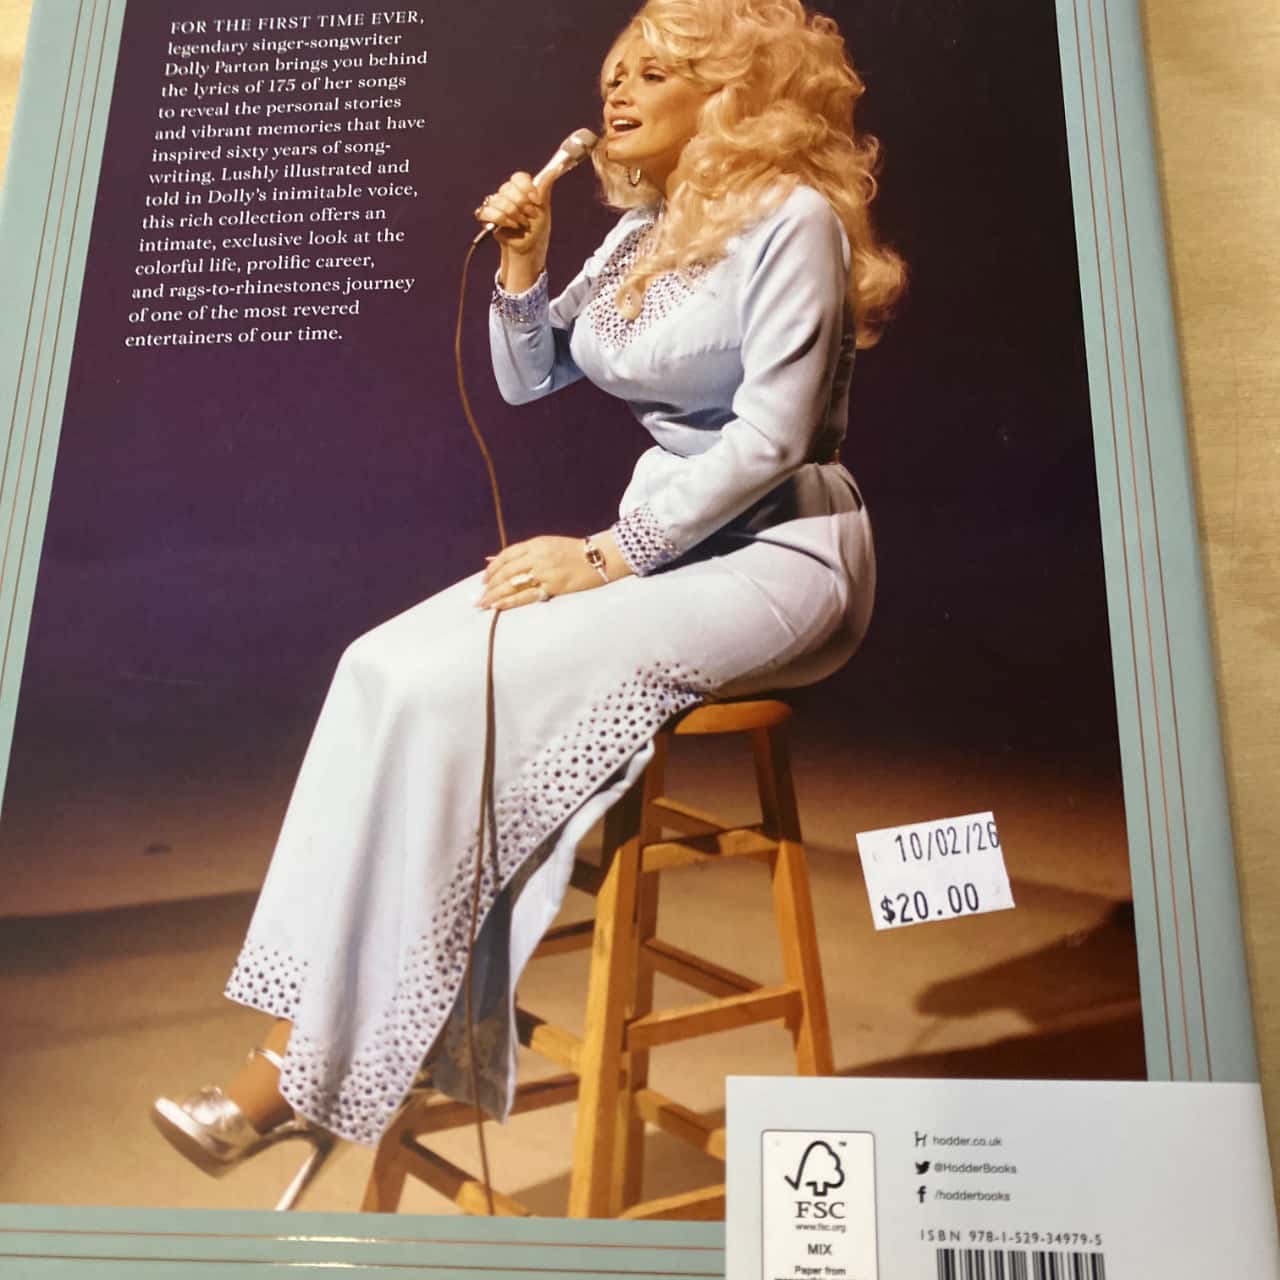 FOR THE FIRST TIME EVER,
legendary singer-songwriter
Dolly Parton brings you behind
the lyrics of 175 of her songs
to reveal the personal stories
and vibrant memories that have
inspired sixty years of song-
writing. Lushly illustrated and
told in Dolly's inimitable voice,
this rich collection offers an
intimate, exclusive look at the
colorful life, prolific career,
and rags-to-rhinestones journey
of one of the most revered
entertainers of our time.
10/02/26
$20.00
FSC
www.fsc.org
MIX
Paper from
hodder.co.uk
@HodderBooks
/hodderbooks
ISBN 978-1-529-34979-5